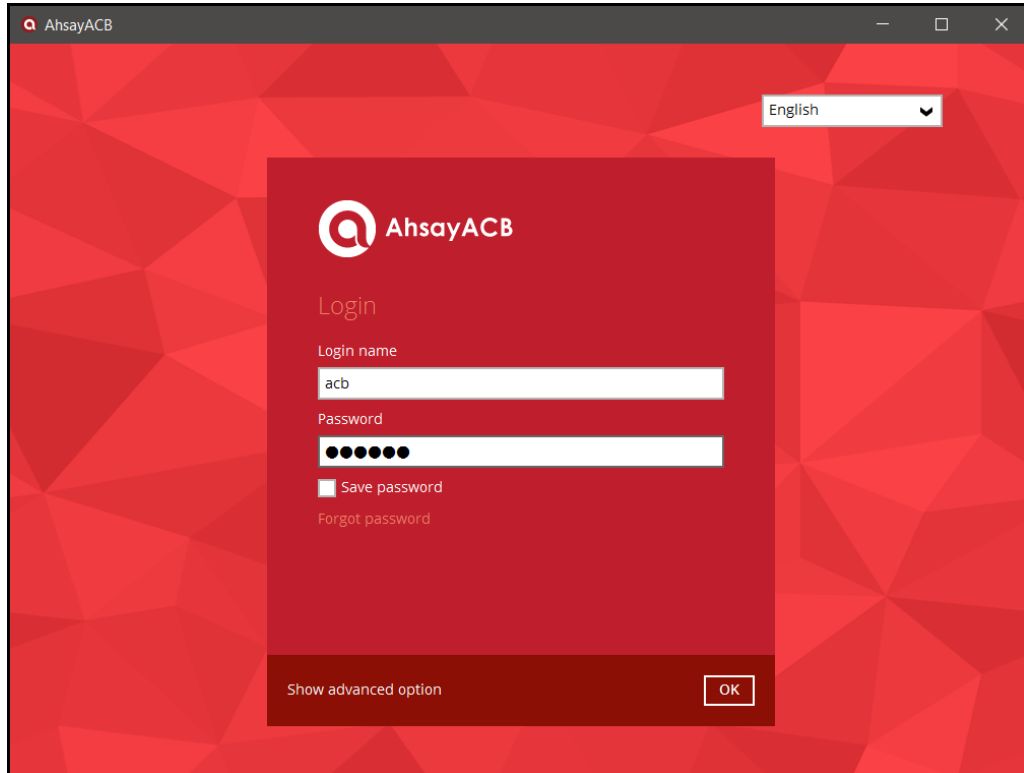 AhsayACB
English
AhsayACB
Login
Login name
acb
Password
Save password
Forgot password
Show advanced option
OK